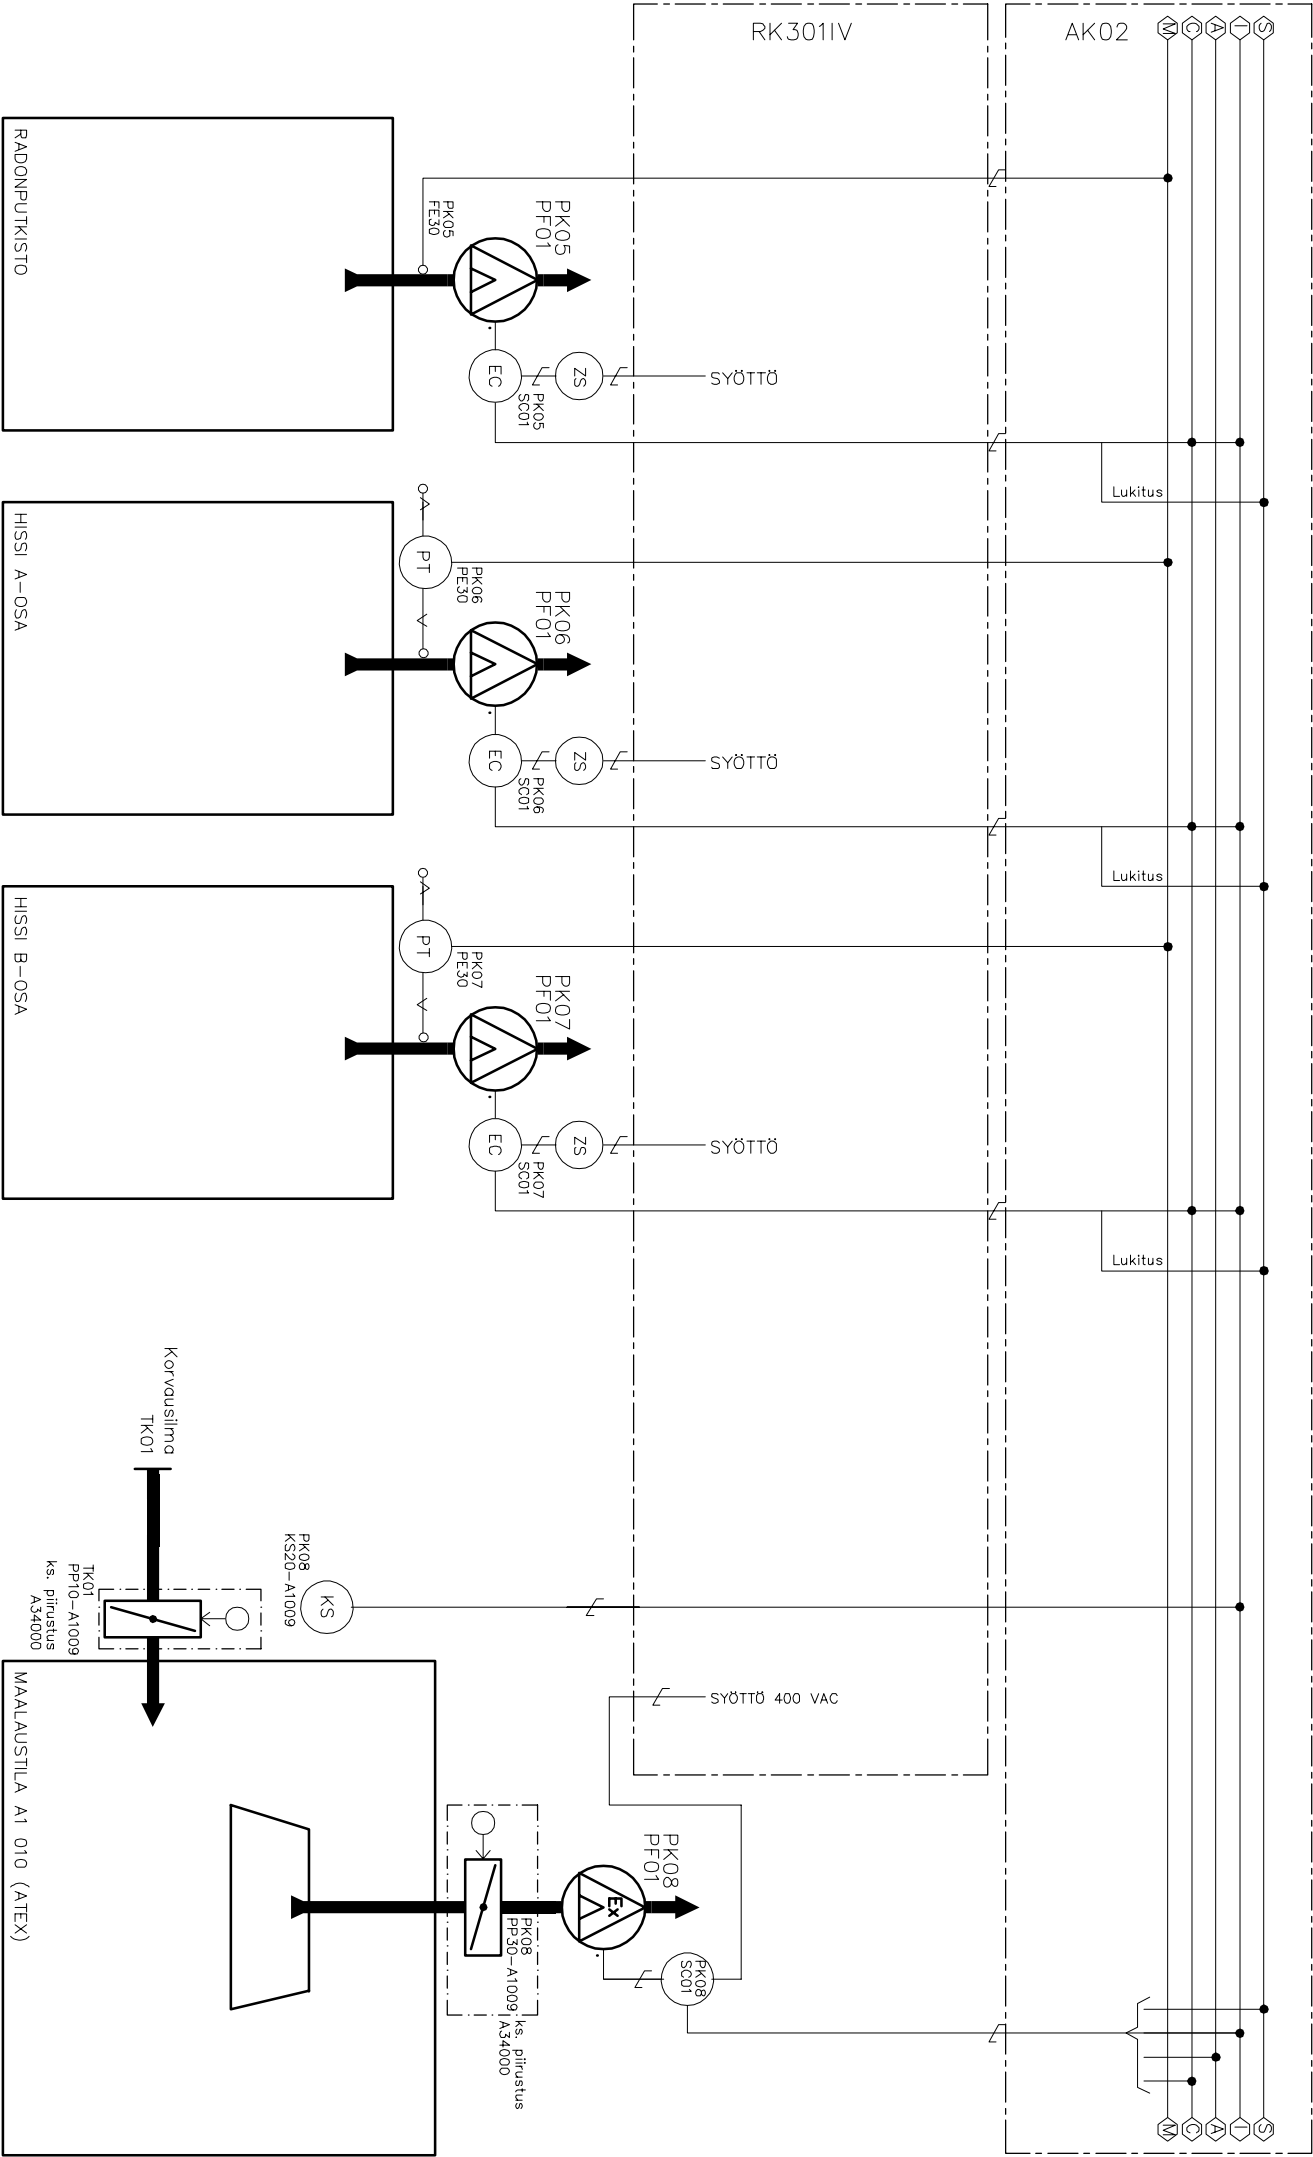 RK301IV
AK02
M
C
A
I
S
RADONPUTKISTO
PK05
FE30
PK05
PF01
EC
PK05
SC01
ZS
SYÖTTÖ
Lukitus
HISSI A-OSA
PT
PK06
PE30
PK06
PF01
EC
PK06
SC01
ZS
SYÖTTÖ
Lukitus
HISSI B-OSA
PT
PK07
PE30
PK07
PF01
EC
PK07
SC01
ZS
SYÖTTÖ
Lukitus
Korvausilma
TK01
TK01
PP10-A1009
ks. piirustus
A34000
PK08
KS20-A1009
KS
SYÖTTÖ 400 VAC
MAALAUSTILA A1 010 (ATEX)
PK08
PP30-A1009
ks. piirustus
A34000
PK08
PF01
Ex
PK08
SC01
M
C
A
I
S